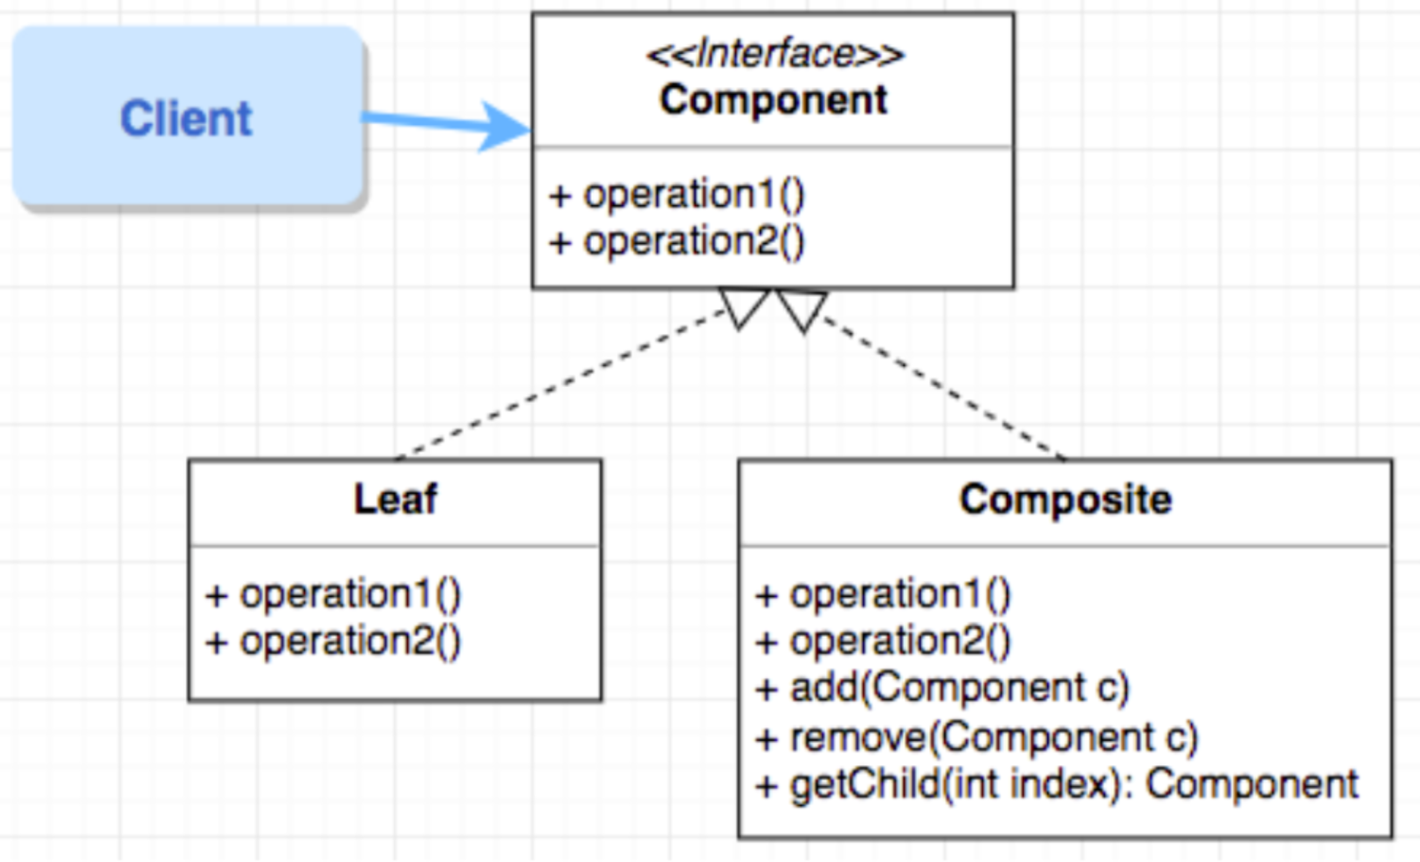 Client
<<Interface>>
Component
+ operation1()
+ operation2()
Leaf
+ operation1()
+ operation2()
Composite
+ operation1()
+ operation2()
+ add(Component c)
+ remove(Component c)
+ getChild(int index): Component